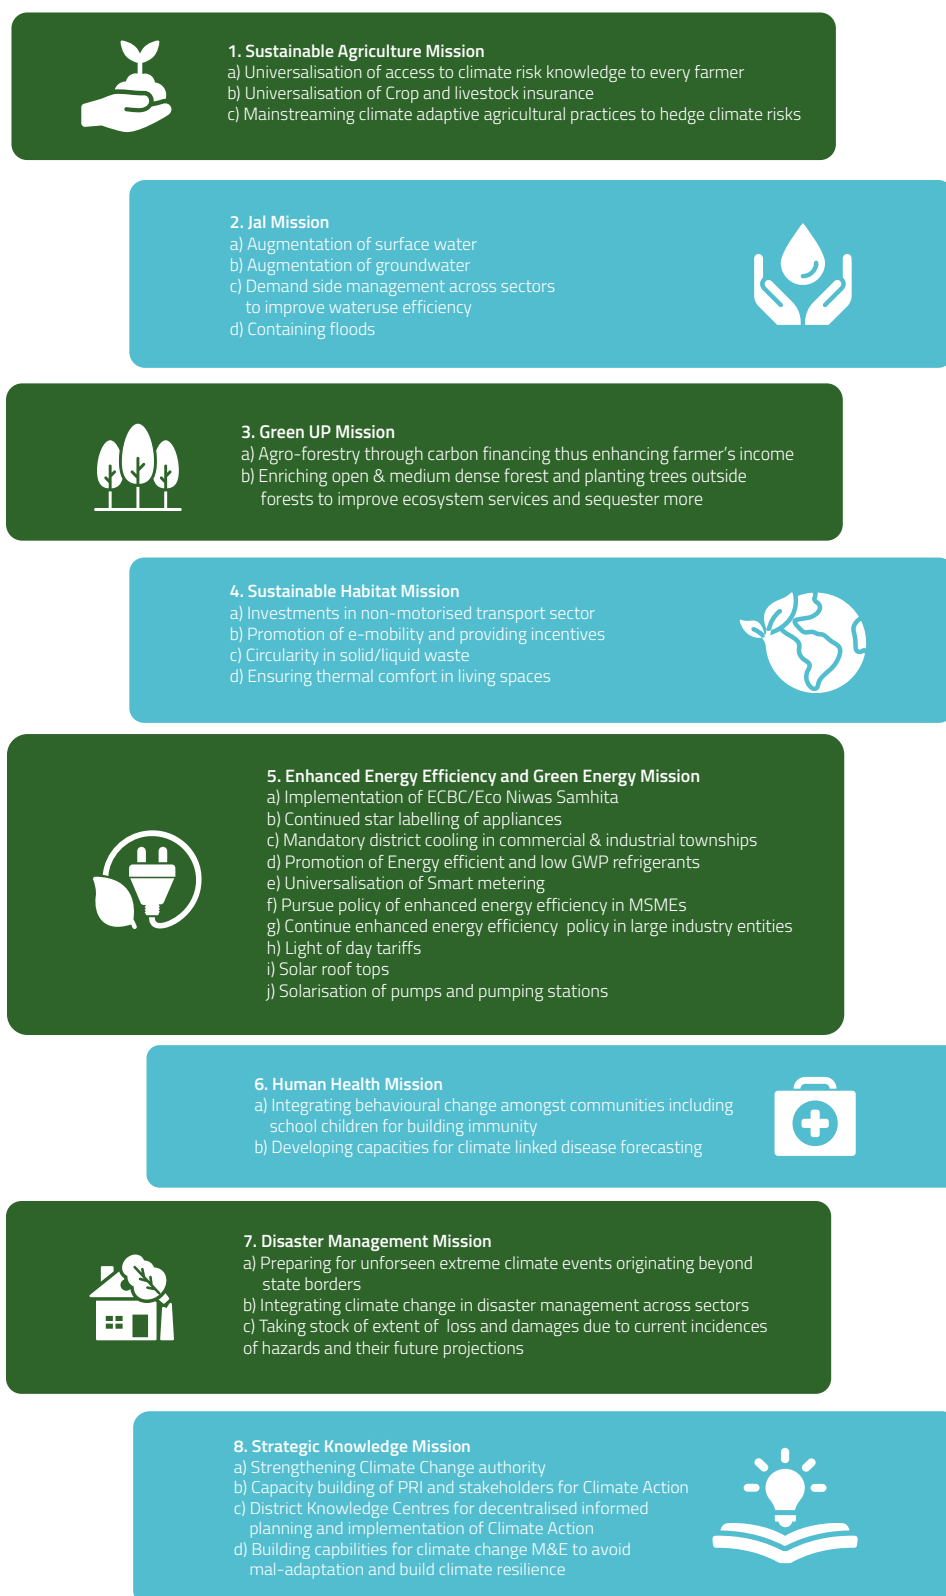 1. Sustainable Agriculture Mission
a) Universalisation of access to climate risk knowledge to every farmer
b) Universalisation of Crop and livestock insurance
c) Mainstreaming climate adaptive agricultural practices to hedge climate risks
2. Jal Mission
a) Augmentation of surface water
b) Augmentation of groundwater
c) Demand side management across sectors
to improve wateruse efficiency
d) Containing floods
3. Green UP Mission
a) Agro-forestry through carbon financing thus enhancing farmer's income
b) Enriching open & medium dense forest and planting trees outside
forests to improve ecosystem services and sequester more
4. Sustainable Habitat Mission
a) Investments in non-motorised transport sector
b) Promotion of e-mobility and providing incentives
c) Circularity in solid/liquid waste
d) Ensuring thermal comfort in living spaces
5. Enhanced Energy Efficiency and Green Energy Mission
a) Implementation of ECBC/Eco Niwas Samhita
b) Continued star labelling of appliances
c) Mandatory district cooling in commercial & industrial townships
d) Promotion of Energy efficient and low GWP refrigerants
e) Universalisation of Smart metering
f) Pursue policy of enhanced energy efficiency in MSMEs
g) Continue enhanced energy efficiency policy in large industry entities
h) Light of day tariffs
i) Solar roof tops
j) Solarisation of pumps and pumping stations
6. Human Health Mission
a) Integrating behavioural change amongst communities including
school children for building immunity
b) Developing capacities for climate linked disease forecasting
7. Disaster Management Mission
a) Preparing for unforseen extreme climate events originating beyond
state borders
b) Integrating climate change in disaster management across sectors
c) Taking stock of extent of loss and damages due to current incidences
of hazards and their future projections
8. Strategic Knowledge Mission
a) Strengthening Climate Change authority
b) Capacity building of PRI and stakeholders for Climate Action
c) District Knowledge Centres for decentralised informed
planning and implementation of Climate Action
d) Building capbilities for climate change M&E to avoid
mal-adaptation and build climate resilience